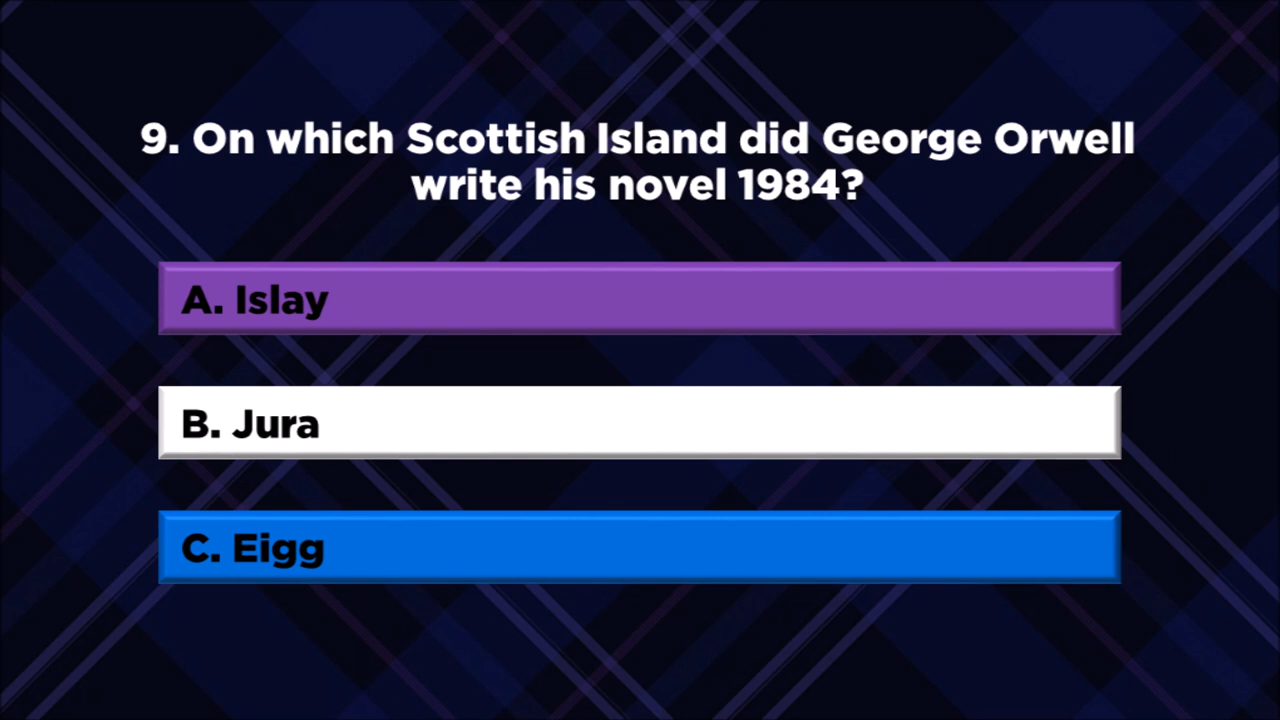 9. On which Scottish Island did George Orwell
write his novel 1984?
A. Islay
B. Jura
C. Eigg